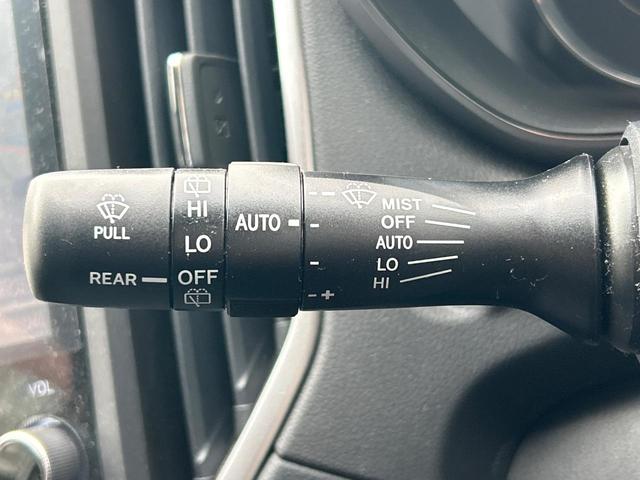 PULL
REAR
HI
LO
OFF
AUTO
- -
-
-
-+
MIST
OFF
AUTO
LO
HI
VOL